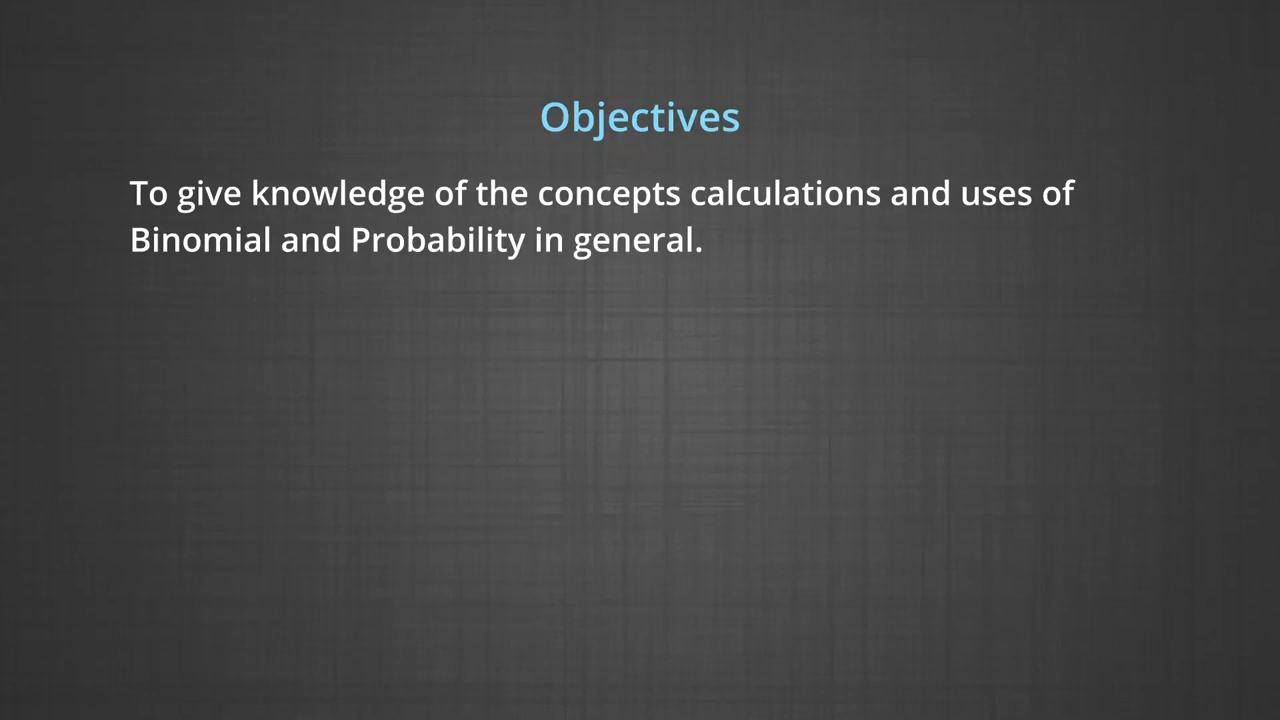 Objectives
To give knowledge of the concepts calculations and uses of
Binomial and Probability in general.